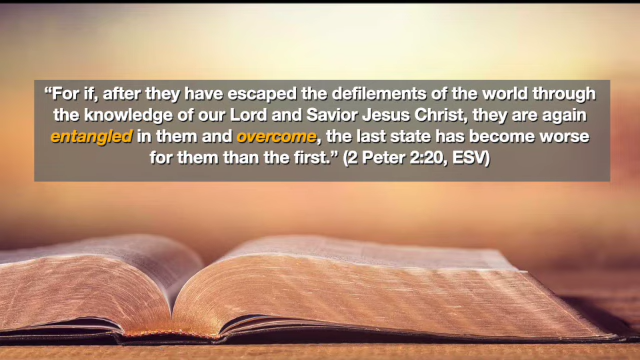 “For if, after they have escaped the defilements of the world through
the knowledge of our Lord and Savior Jesus Christ, they are again
entangled in them and overcome, the last state has become worse
for them than the first.” (2 Peter 2:20, ESV)